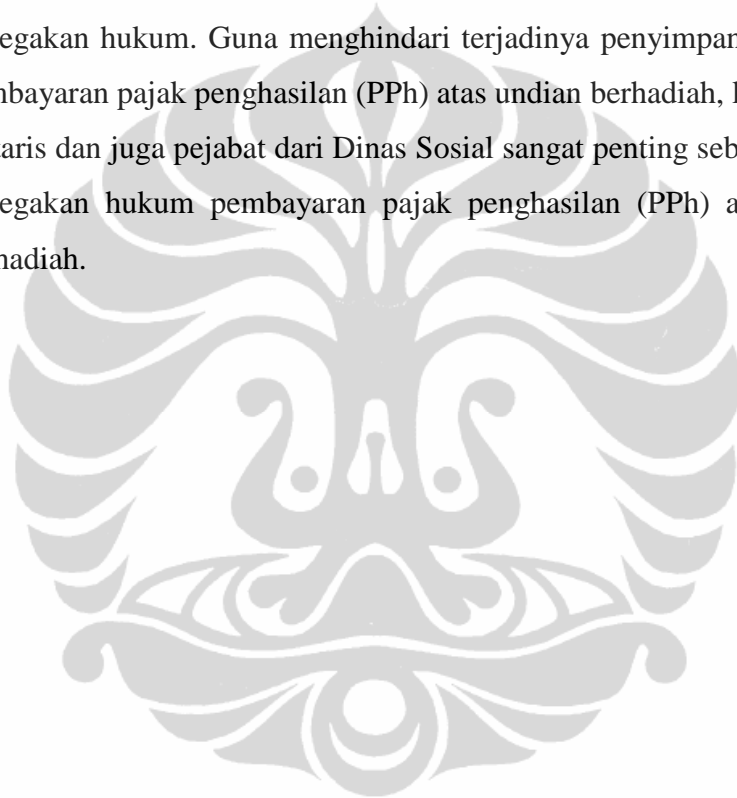 egakan hukum. Guna menghindari terjadinya penyimpan
bayaran pajak penghasilan (PPh) atas undian berhadiah,
aris dan juga pejabat dari Dinas Sosial sangat penting seb
egakan hukum pembayaran pajak penghasilan (PPh) a
hadiah.